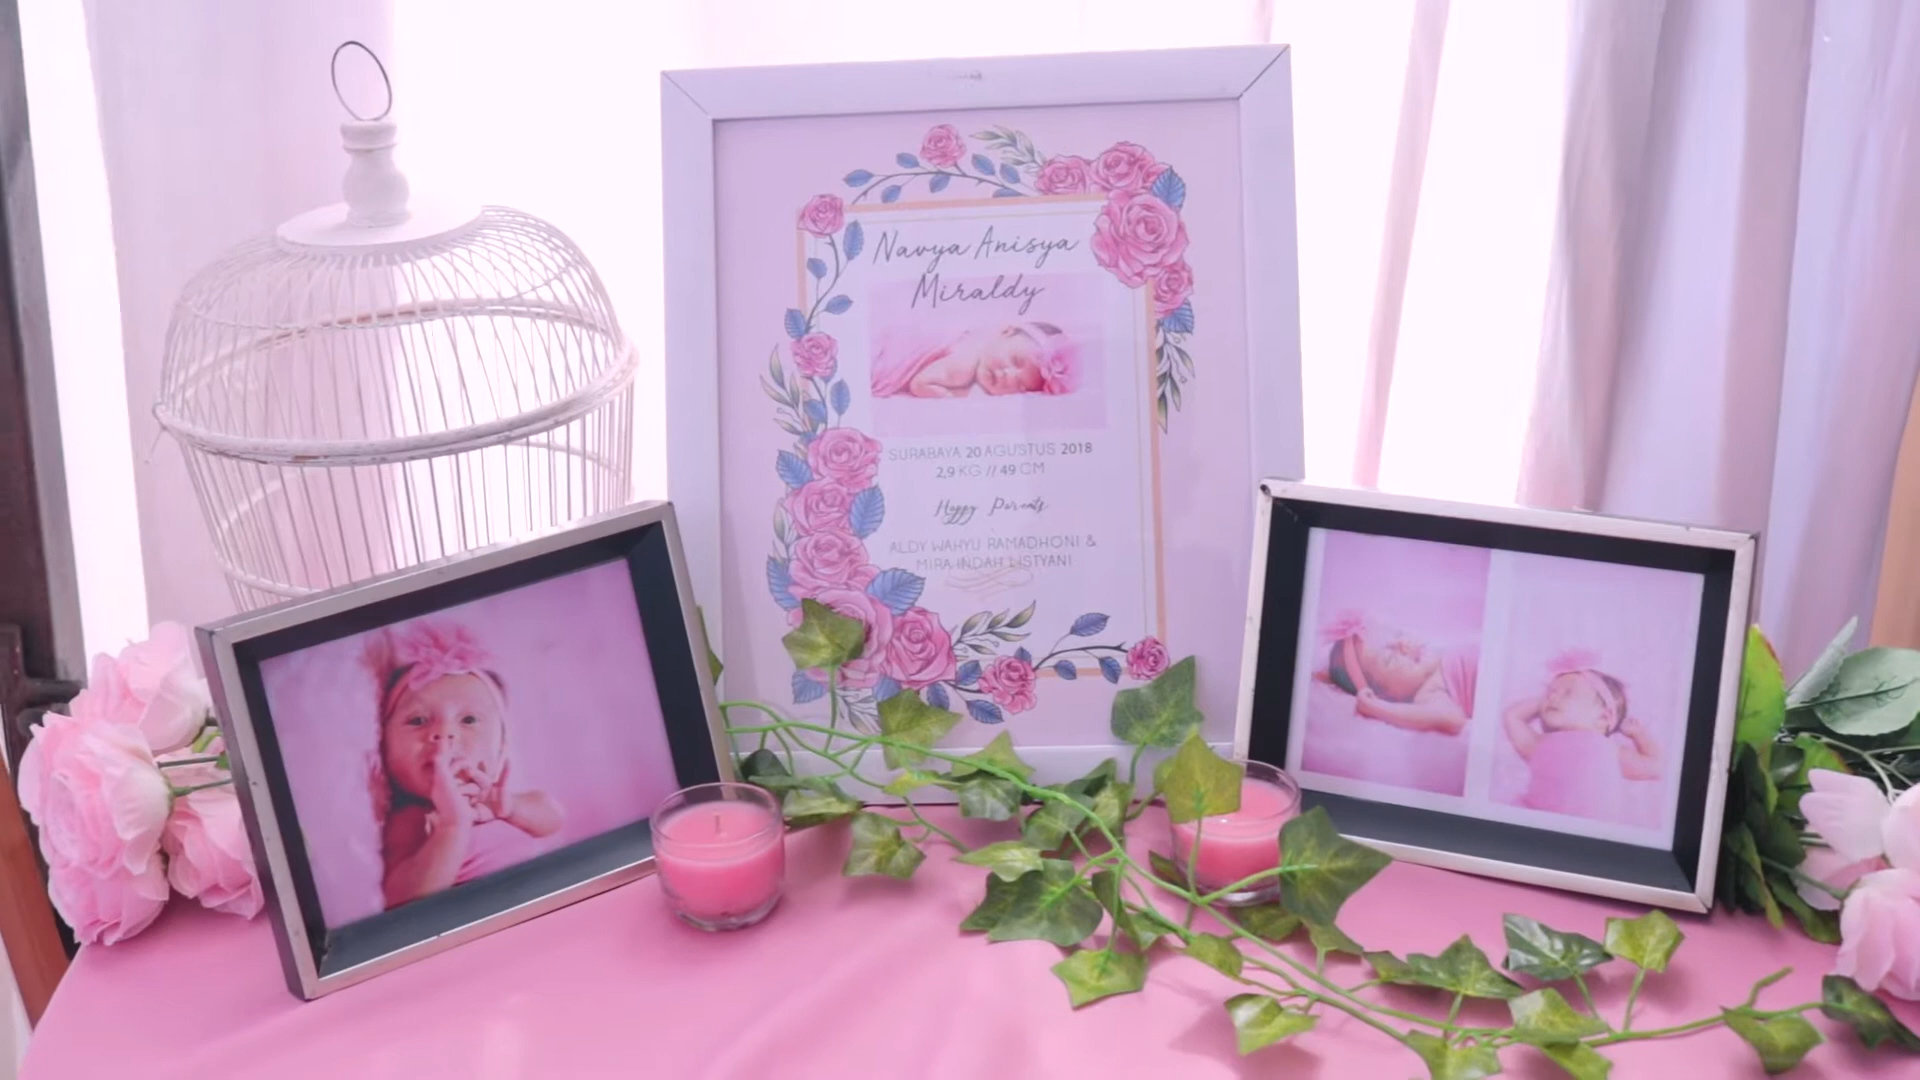 Navya Anisya
Miraldy
SURABAYA 20 AGUSTUS 2018
2,9 KG // 49 CM
Happy Parents
ALDY WAHYU RAMADHONI &
MIRA INDAH LISTYANI